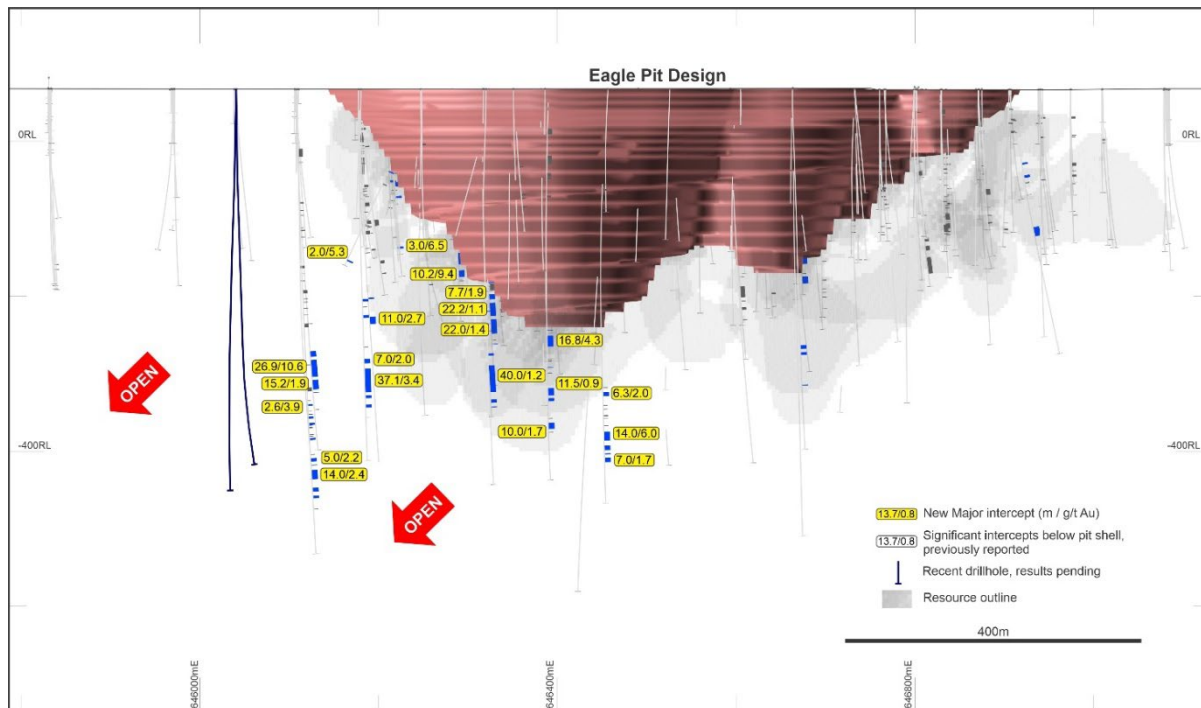 Eagle Pit Design
0RL
0RL
2.0/5.3
3.0/6.5
10.2/9.4
7.7/1.9
22.2/1.1
11.0/2.7
22.0/1.4
16.8/4.3
7.0/2.0
26.9/10.6
37.1/3.4
40.0/1.2
15.2/1.9
11.5/0.9
6.3/2.0
2.6/3.9
10.0/1.7
14.0/6.0
5.0/2.2
7.0/1.7
14.0/2.4
OPEN
OPEN
-400RL
-400RL
13.7/0.8 New Major intercept (m / g/t Au)
13.7/0.8 Significant intercepts below pit shell,
previously reported
Recent drillhole, results pending
Resource outline
400m
646000mE
646400mE
646800mE